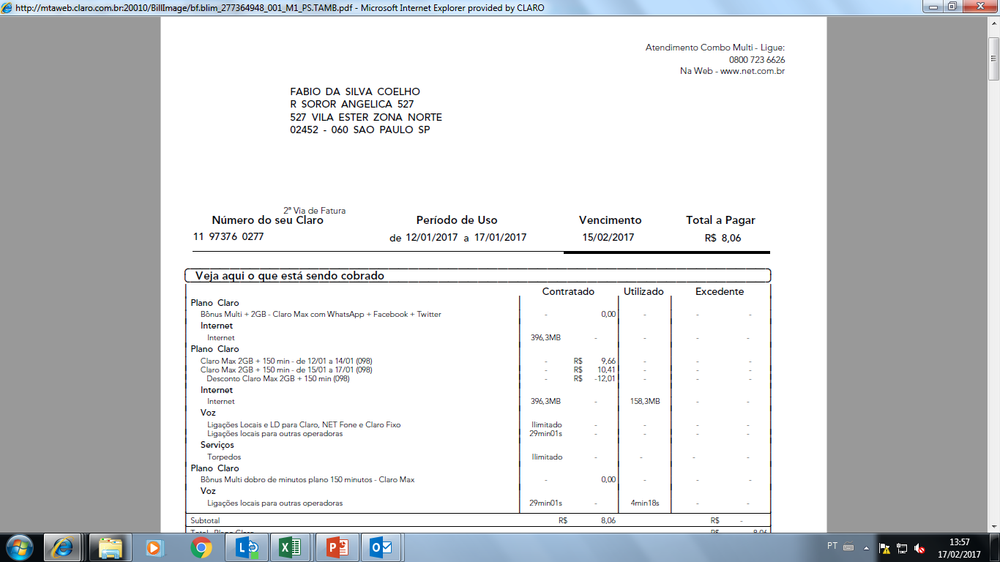 http://mtaweb.claro.com.br:20010/BillImage/bf.blim_277364948_001_M1_PS.TAMB.pdf - Microsoft Internet Explorer provided by CLARO
Atendimento Combo Multi - Ligue:
0800 723 6626
Na Web - www.net.com.br
FABIO DA SILVA COELHO
R SOROR ANGELICA 527
527 VILA ESTER ZONA NORTE
02452 - 060 SAO PAULO SP
2ª Via de Fatura
Número do seu Claro Período de Uso Vencimento Total a Pagar
11 97376 0277 de 12/01/2017 a 17/01/2017 15/02/2017 R$ 8,06
Veja aqui o que está sendo cobrado
Contratado Utilizado Excedente
Plano Claro
Bônus Multi + 2GB - Claro Max com WhatsApp + Facebook + Twitter - 0,00 - - -
Internet
Internet 396,3MB - - - -
Plano Claro
Claro Max 2GB + 150 min - de 12/01 a 14/01 (098) - R$ 9,66 - - -
Claro Max 2GB + 150 min - de 15/01 a 17/01 (098) - R$ 10,41 - - -
Desconto Claro Max 2GB + 150 min (098) - R$ -12,01 - - -
Internet
Internet 396,3MB - 158,3MB - -
Voz
Ligações Locais e LD para Claro, NET Fone e Claro Fixo Ilimitado - - - -
Ligações locais para outras operadoras 29min01s - - - -
Serviços
Torpedos Ilimitado - - - -
Plano Claro
Bônus Multi dobro de minutos plano 150 minutos - Claro Max - 0,00 - - -
Voz
Ligações locais para outras operadoras 29min01s - 4min18s - -
Subtotal R$ 8,06 R$ -
Total Plano Claro R$ 8,06
PT 13:57
17/02/2017